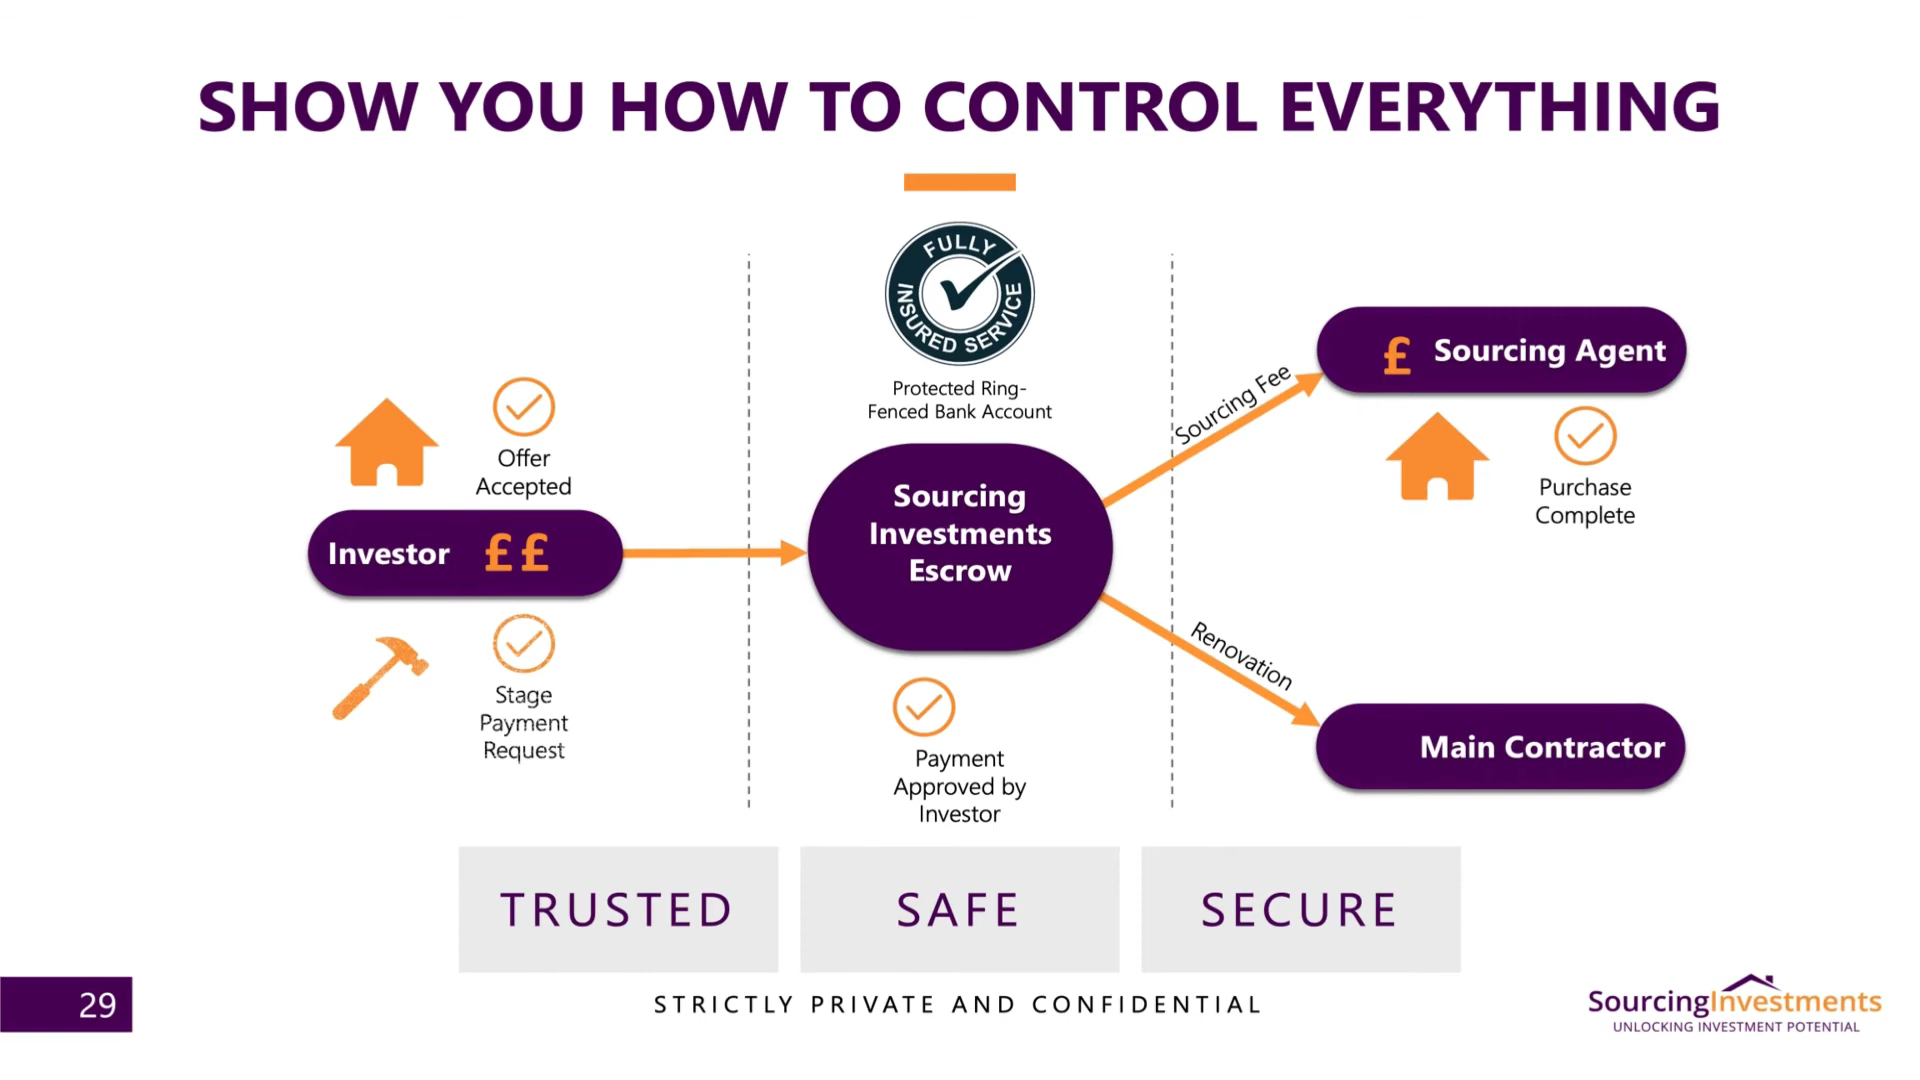 SHOW YOU HOW TO CONTROL EVERYTHING
FULLY
INSURED SERVICE
Protected Ring-
Fenced Bank Account
Offer
Accepted
Investor ££
Stage
Payment
Request
Sourcing
Investments
Escrow
Payment
Approved by
Investor
Sourcing Fee
£ Sourcing Agent
Purchase
Complete
Renovation
Main Contractor
TRUSTED
SAFE
SECURE
29
STRICTLY PRIVATE AND CONFIDENTIAL
SourcingInvestments
UNLOCKING INVESTMENT POTENTIAL